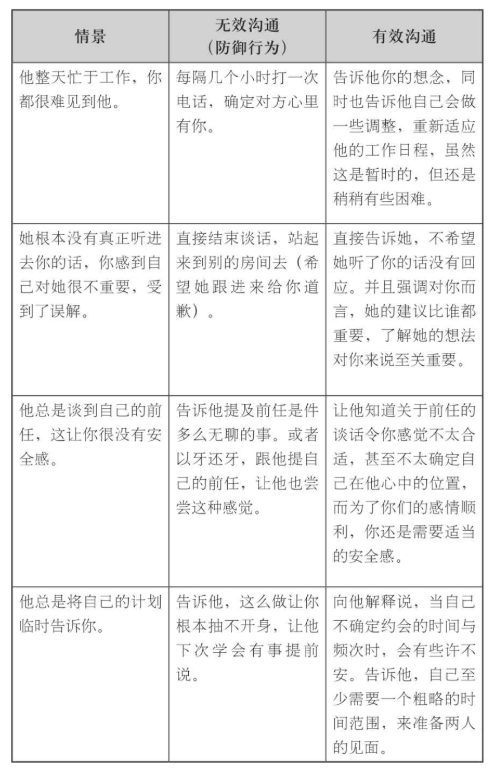 情景
无效沟通
（防御行为）
有效沟通
他整天忙于工作，你
都很难见到他。
每隔几个小时打一次
电话，确定对方心里
有你。
告诉他你的想念，同
时也告诉他自己会做
一些调整，重新适应
他的工作日程，虽然
这是暂时的，但还是
稍稍有些困难。
她根本没有真正听进
去你的话，你感到自
己对她很不重要，受
到了误解。
直接结束谈话，站起
来到别的房间去（希
望她跟进来给你道
歉）。
直接告诉她，不希望
她听了你的话没有回
应。并且强调对你而
言，她的建议比谁都
重要，了解她的想法
对你来说至关重要。
他总是谈到自己的前
任，这让你很没有安
全感。
告诉他提及前任是件
多么无聊的事。或者
以牙还牙，跟他提自
己的前任，让他也尝
尝这种感觉。
让他知道关于前任的
谈话令你感觉不太合
适，甚至不太确定自
己在他心中的位置，
而为了你们的感情顺
利，你还是需要适当
的安全感。
他总是将自己的计划
临时告诉你。
告诉他，这么做让你
根本抽不开身，让他
下次学会有事提前
说。
向他解释说，当自己
不确定约会的时间与
频次时，会有些许不
安。告诉他，自己至
少需要一个粗略的时
间范围，来准备两人
的见面。